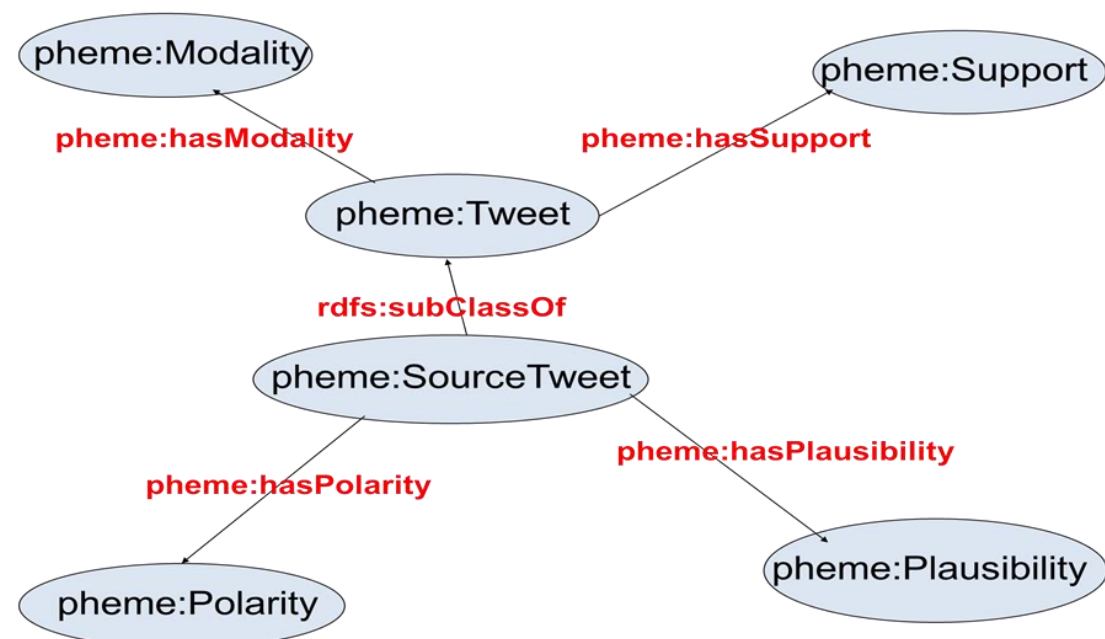 pheme:Modality
pheme:Support
pheme:hasModality
pheme:hasSupport
pheme:Tweet
rdfs:subClassOf
pheme:SourceTweet
pheme:hasPlausibility
pheme:hasPolarity
pheme:Plausibility
pheme:Polarity